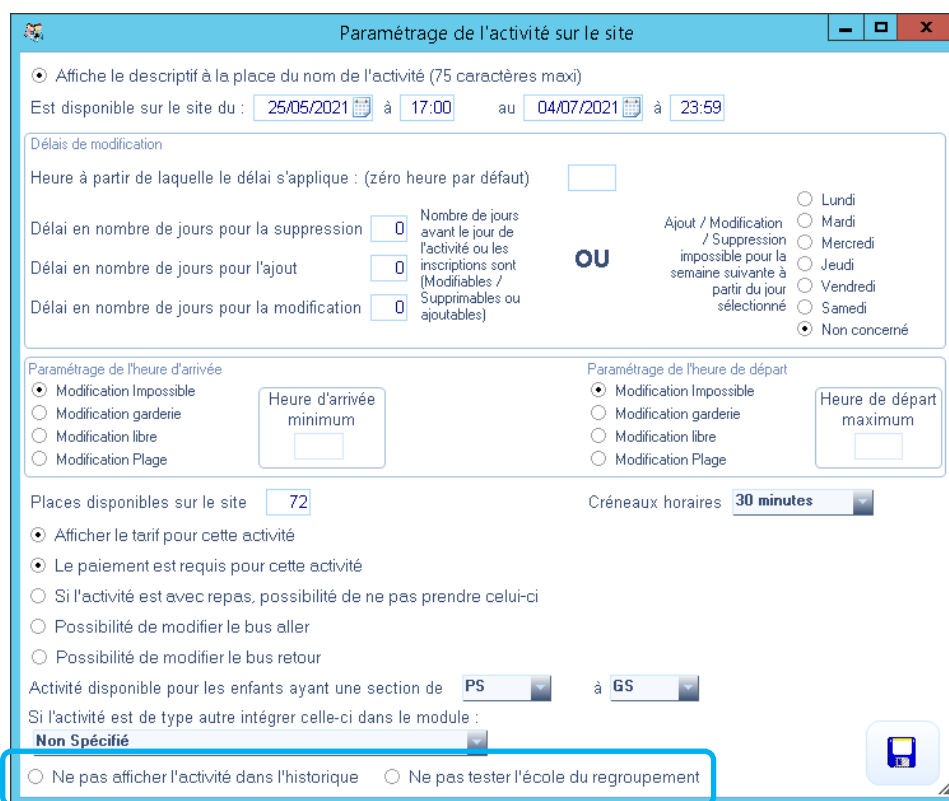 Paramétrage de l'activité sur le site
Affiche le descriptif à la place du nom de l'activité (75 caractères maxi)
Est disponible sur le site du : 25/05/2021 à 17:00 au 04/07/2021 à 23:59
Délais de modification
Heure à partir de laquelle le délai s'applique : (zéro heure par défaut)
Délai en nombre de jours pour la suppression 0
Délai en nombre de jours pour l'ajout 0
Délai en nombre de jours pour la modification 0
Nombre de jours
avant le jour de
l'activité ou les
inscriptions sont
(Modifiables /
Supprimables ou
ajoutables)
OU
Ajout / Modification
/ Suppression
impossible pour la
semaine suivante à
partir du jour
sélectionné
Lundi
Mardi
Mercredi
Jeudi
Vendredi
Samedi
Non concerné
Paramétrage de l'heure d'arrivée
Modification Impossible
Modification garderie
Modification libre
Modification Plage
Heure d'arrivée
minimum
Paramétrage de l'heure de départ
Modification Impossible
Modification garderie
Modification libre
Modification Plage
Heure de départ
maximum
Places disponibles sur le site 72
Créneaux horaires 30 minutes
Afficher le tarif pour cette activité
Le paiement est requis pour cette activité
Si l'activité est avec repas, possibilité de ne pas prendre celui-ci
Possibilité de modifier le bus aller
Possibilité de modifier le bus retour
Activité disponible pour les enfants ayant une section de PS à GS
Si l'activité est de type autre intégrer celle-ci dans le module :
Non Spécifié
Ne pas afficher l'activité dans l'historique Ne pas tester l'école du regroupement